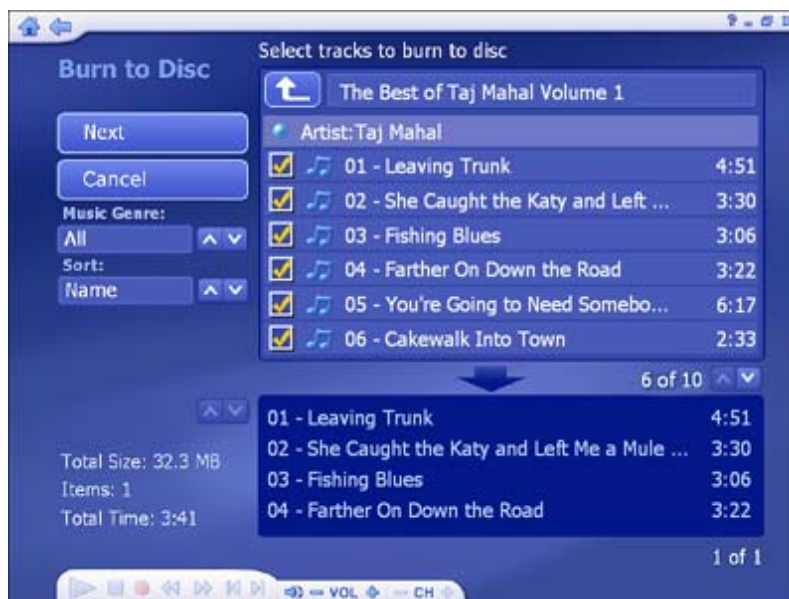 Select tracks to burn to disc
Burn to Disc
The Best of Taj Mahal Volume 1
Next
Cancel
Music Genre:
All
Sort:
Name
Artist:Taj Mahal
01 - Leaving Trunk 4:51
02 - She Caught the Katy and Left ... 3:30
03 - Fishing Blues 3:06
04 - Farther On Down the Road 3:22
05 - You're Going to Need Somebo... 6:17
06 - Cakewalk Into Town 2:33
6 of 10
01 - Leaving Trunk 4:51
02 - She Caught the Katy and Left Me a Mule ... 3:30
03 - Fishing Blues 3:06
04 - Farther On Down the Road 3:22
Total Size: 32.3 MB
Items: 1
Total Time: 3:41
1 of 1
VOL
CH